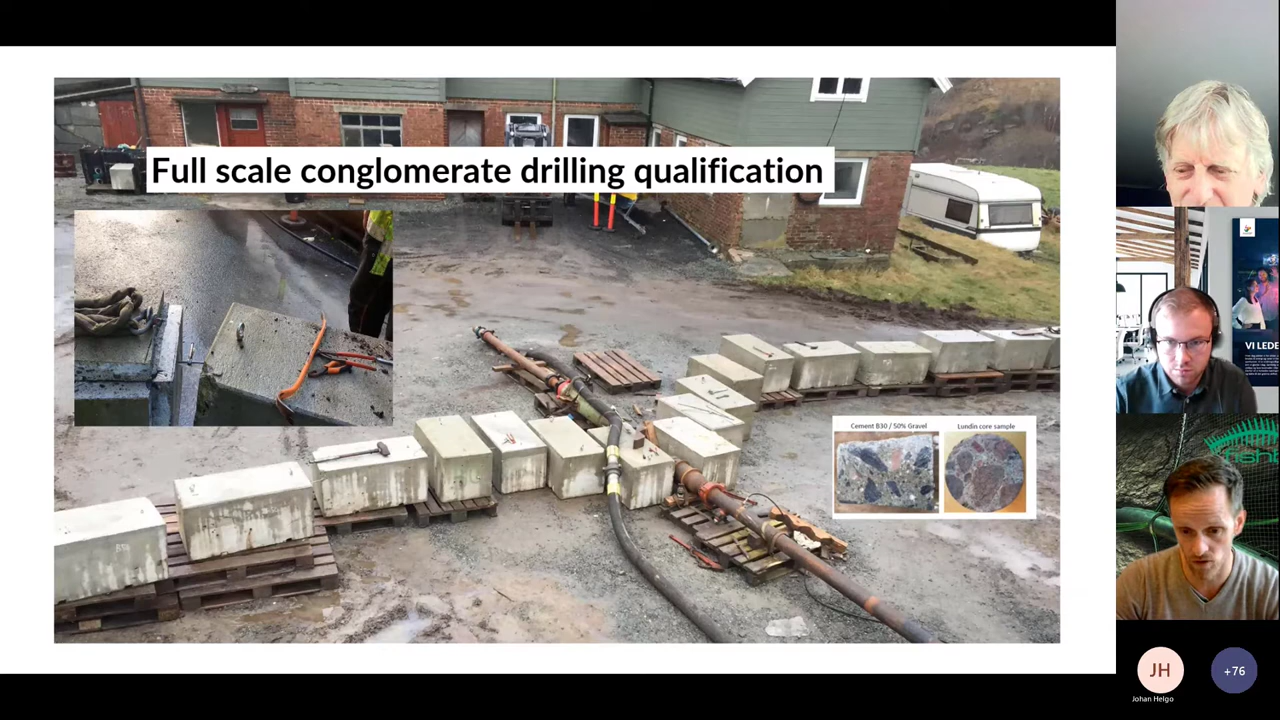 Full scale conglomerate drilling qualification
Cement B30 / 50% Gravel
Lundin core sample
VI LEDE
JH
+76
Johan Helgo